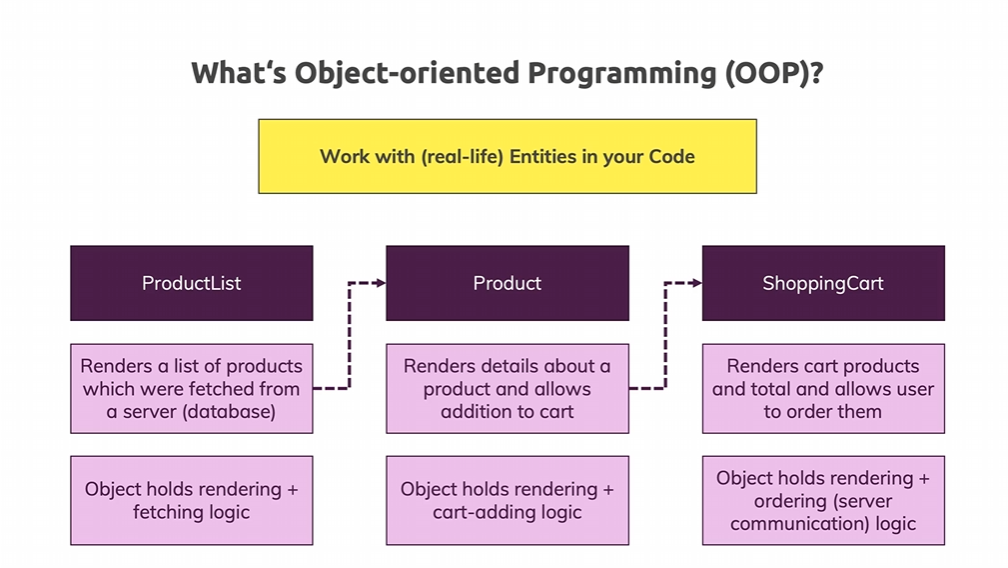 What‘s Object-oriented Programming (OOP)?
Work with (real-life) Entities in your Code
ProductList
Product
ShoppingCart
Renders a list of products
which were fetched from
a server (database)
Renders details about a
product and allows
addition to cart
Renders cart products
and total and allows user
to order them
Object holds rendering +
fetching logic
Object holds rendering +
cart-adding logic
Object holds rendering +
ordering (server
communication) logic